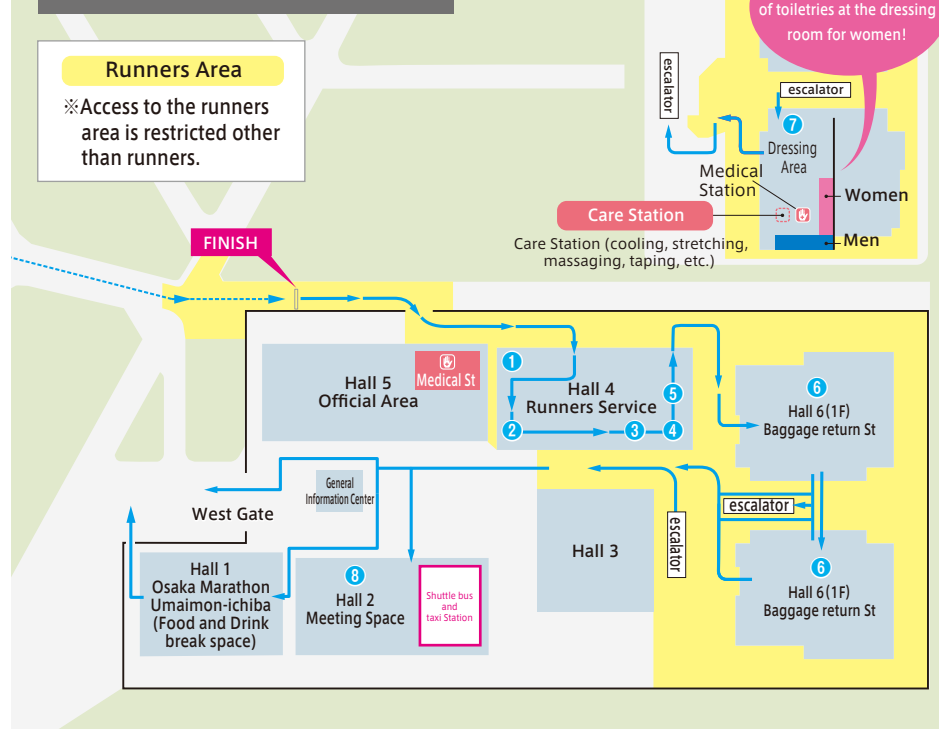 of toiletries at the dressing
room for women!
Runners Area
※Access to the runners
area is restricted other
than runners.
escalator
escalator
7
Dressing
Area
Medical
Station
Women
Care Station
Men
Care Station (cooling, stretching,
massaging, taping, etc.)
FINISH
Medical St
Hall 5
Official Area
1
Hall 4
Runners Service
2
3
4
5
6
Hall 6(1F)
Baggage return St
General
Information Center
West Gate
escalator
escalator
Hall 3
6
Hall 6(1F)
Baggage return St
Hall 1
Osaka Marathon
Umaimon-ichiba
(Food and Drink
break space)
8
Hall 2
Meeting Space
Shuttle bus
and
taxi Station